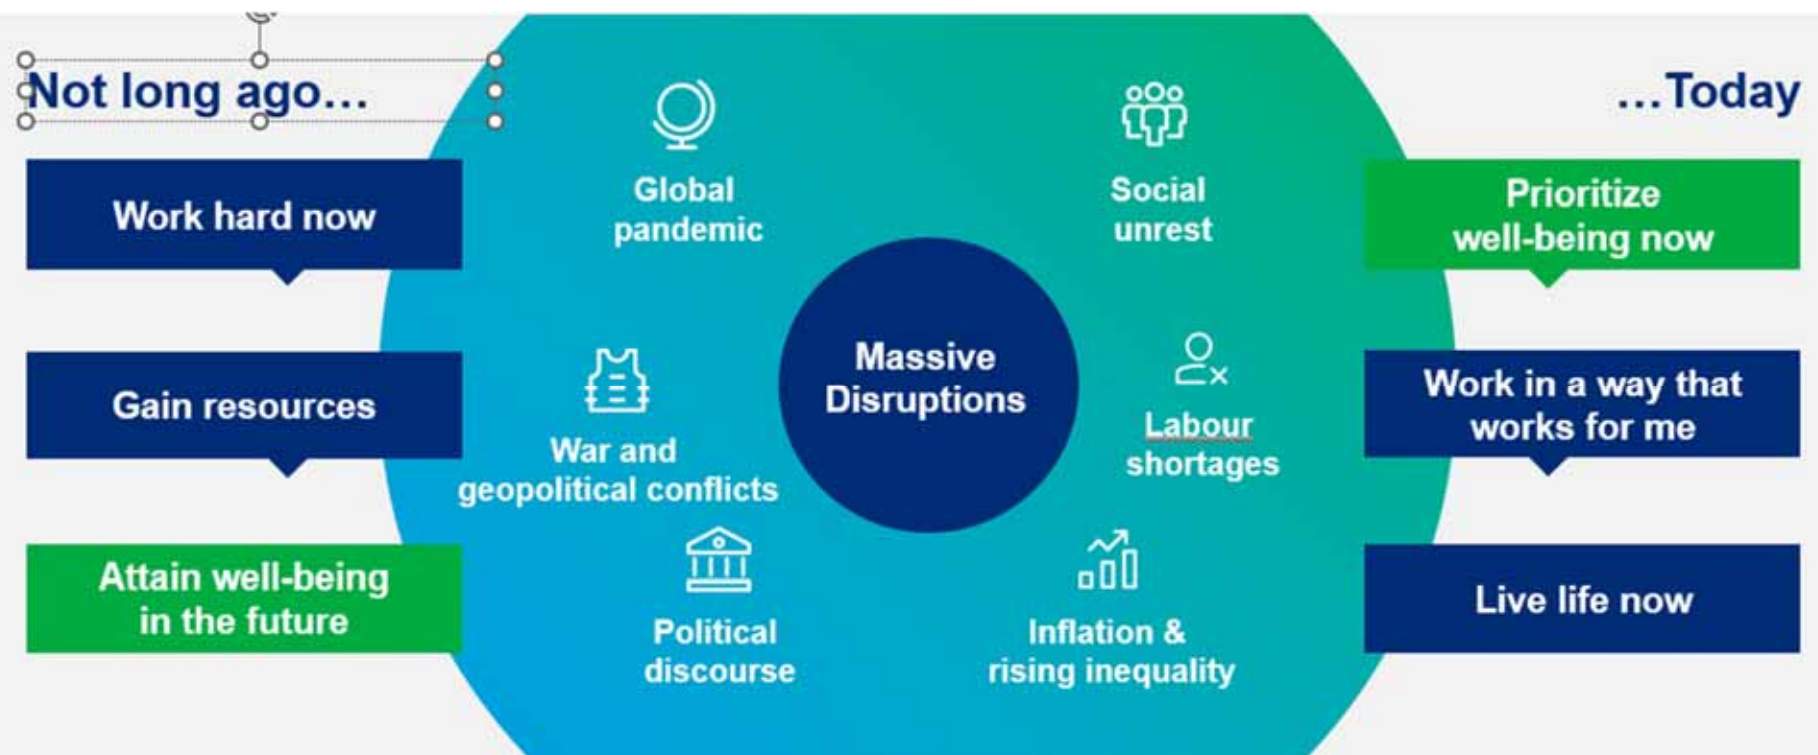 Not long ago...
Work hard now
Gain resources
Attain well-being
in the future
Global
pandemic
War and
geopolitical conflicts
Political
discourse
Massive
Disruptions
Social
unrest
Labour
shortages
Inflation &
rising inequality
...Today
Prioritize
well-being now
Work in a way that
works for me
Live life now